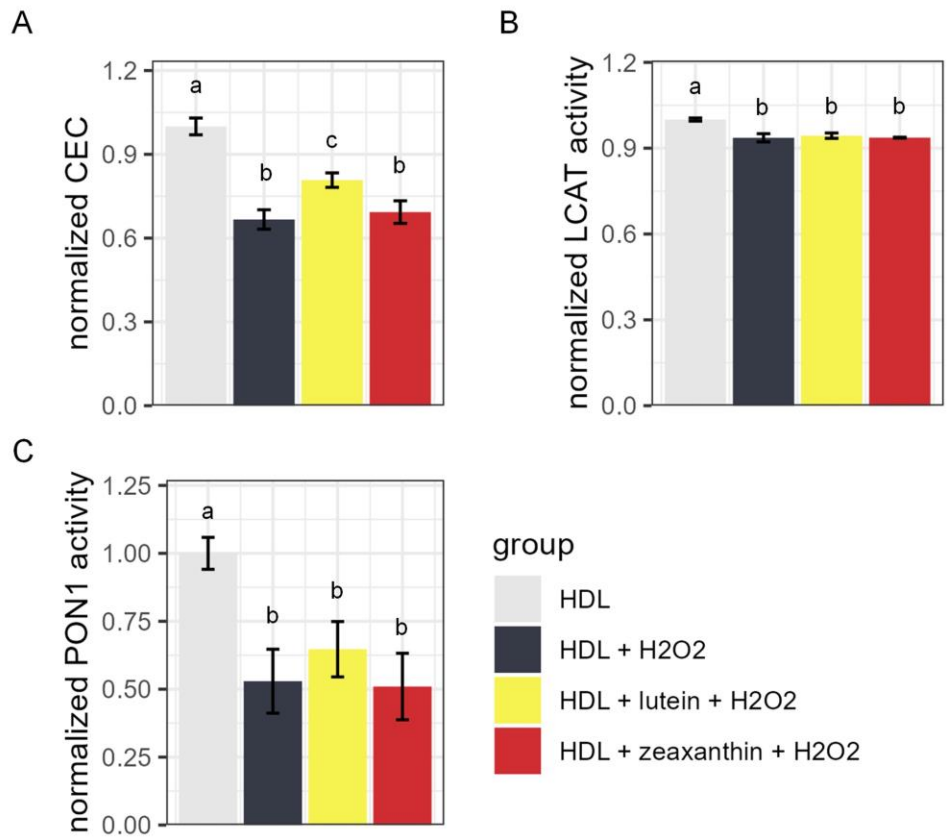 A
normalized CEC
1.2
0.9
0.6
0.3
0.0
a
b
c
b
B
normalized LCAT activity
1.2
0.9
0.6
0.3
0.0
a
b
b
b
C
normalized PON1 activity
1.25
1.00
0.75
0.50
0.25
0.00
a
b
b
b
group
HDL
HDL + H2O2
HDL + lutein + H2O2
HDL + zeaxanthin + H2O2